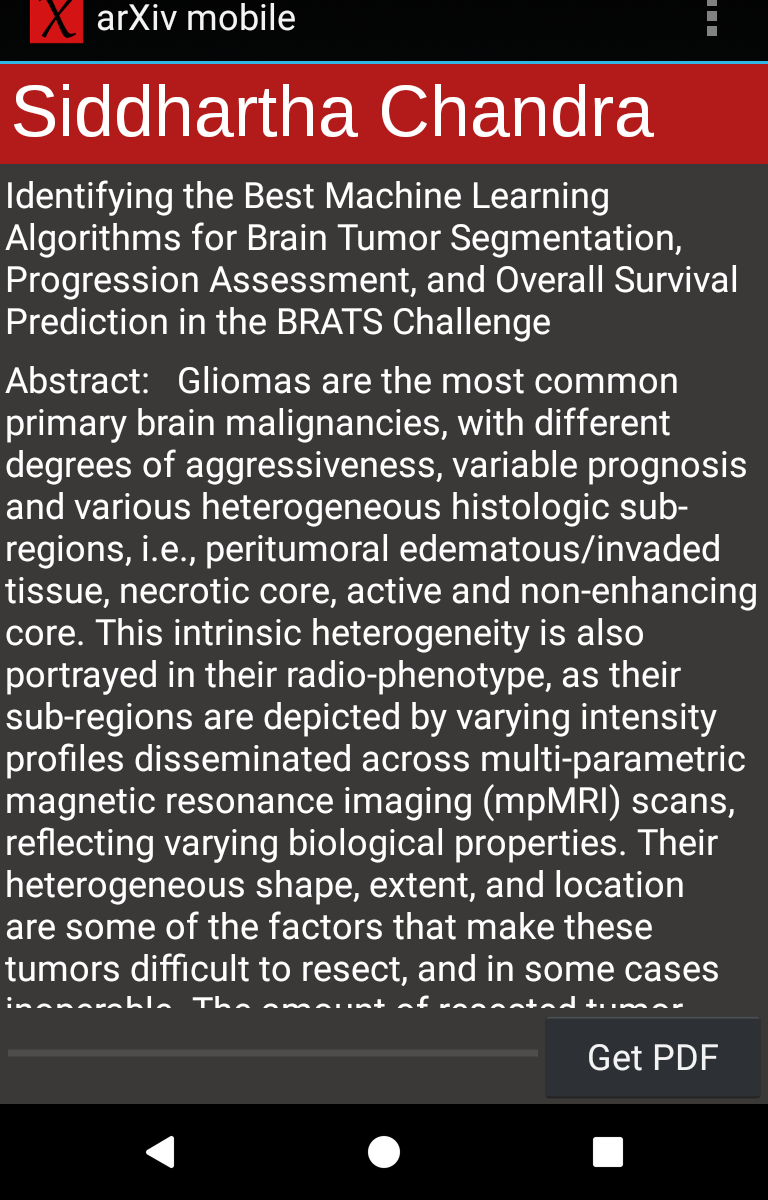 arXiv mobile
Siddhartha Chandra
Identifying the Best Machine Learning
Algorithms for Brain Tumor Segmentation,
Progression Assessment, and Overall Survival
Prediction in the BRATS Challenge
Abstract: Gliomas are the most common
primary brain malignancies, with different
degrees of aggressiveness, variable prognosis
and various heterogeneous histologic sub-
regions, i.e., peritumoral edematous/invaded
tissue, necrotic core, active and non-enhancing
core. This intrinsic heterogeneity is also
portrayed in their radio-phenotype, as their
sub-regions are depicted by varying intensity
profiles disseminated across multi-parametric
magnetic resonance imaging (mpMRI) scans,
reflecting varying biological properties. Their
heterogeneous shape, extent, and location
are some of the factors that make these
tumors difficult to resect, and in some cases
inoperable. The amount of resected tumor
Get PDF